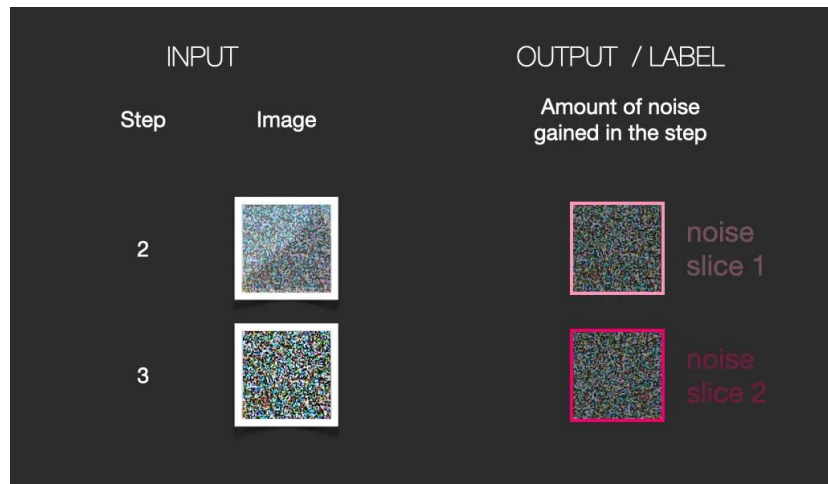 INPUT
OUTPUT / LABEL
Step
Image
Amount of noise
gained in the step
2
noise
slice 1
3
noise
slice 2